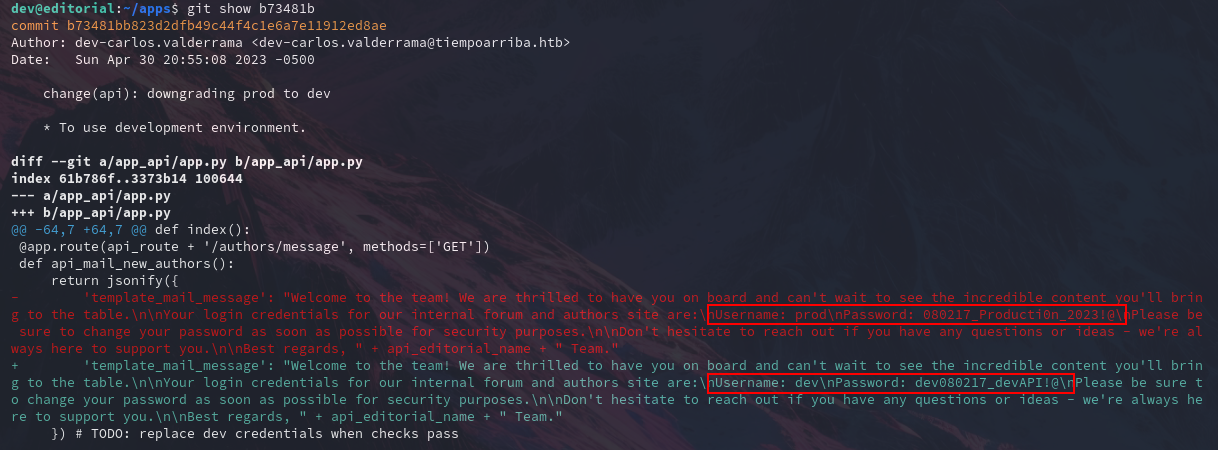 dev@editorial:~/apps$ git show b73481b
commit b73481bb823d2dfb49c44f4c1e6a7e11912ed8ae
Author: dev-carlos.valderrama <dev-carlos.valderrama@tiempoarriba.htb>
Date:   Sun Apr 30 20:55:08 2023 -0500

    change(api): downgrading prod to dev

    * To use development environment.

diff --git a/app_api/app.py b/app_api/app.py
index 61b786f..3373b14 100644
--- a/app_api/app.py
+++ b/app_api/app.py
@@ -64,7 +64,7 @@ def index():
 @app.route(api_route + '/authors/message', methods=['GET'])
 def api_mail_new_authors():
     return jsonify({
-        'template_mail_message': "Welcome to the team! We are thrilled to have you on board and can't wait to see the incredible content you'll brin
g to the table.\n\nYour login credentials for our internal forum and authors site are:\nUsername: prod\nPassword: 080217_Producti0n_2023!@\nPlease be
 sure to change your password as soon as possible for security purposes.\n\nDon't hesitate to reach out if you have any questions or ideas - we're al
ways here to support you.\n\nBest regards, " + api_editorial_name + " Team."
+        'template_mail_message': "Welcome to the team! We are thrilled to have you on board and can't wait to see the incredible content you'll brin
g to the table.\n\nYour login credentials for our internal forum and authors site are:\nUsername: dev\nPassword: dev080217_devAPI!@\nPlease be sure t
o change your password as soon as possible for security purposes.\n\nDon't hesitate to reach out if you have any questions or ideas - we're always he
re to support you.\n\nBest regards, " + api_editorial_name + " Team."
     }) # TODO: replace dev credentials when checks pass